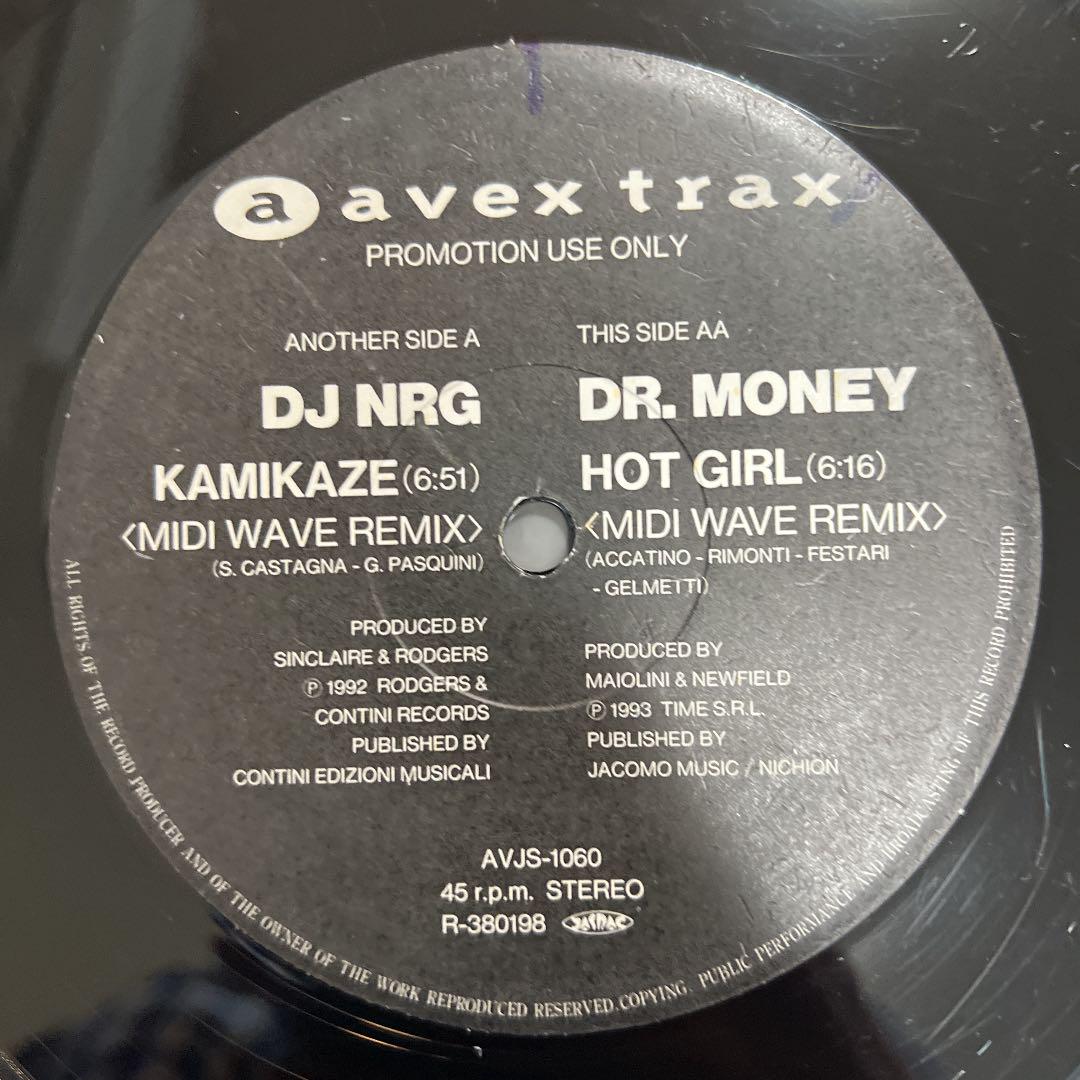 a avex trax
PROMOTION USE ONLY
ANOTHER SIDE A
DJ NRG
KAMIKAZE (6:51)
<MIDI WAVE REMIX>
(S. CASTAGNA - G. PASQUINI)
PRODUCED BY
SINCLAIRE & RODGERS
Ⓟ 1992 RODGERS &
CONTINI RECORDS
PUBLISHED BY
CONTINI EDIZIONI MUSICALI
THIS SIDE AA
DR. MONEY
HOT GIRL (6:16)
<MIDI WAVE REMIX>
(ACCATINO - RIMONTI - FESTARI
- GELMETTI)
PRODUCED BY
MAIOLINI & NEWFIELD
Ⓟ 1993 TIME S.R.L.
PUBLISHED BY
JACOMO MUSIC / NICHION
AVJS-1060
45 r.p.m. STEREO
R-380198 JASRAC
ALL RIGHTS OF THE RECORD PRODUCER AND OF THE OWNER OF THE WORK REPRODUCED RESERVED. COPYING, PUBLIC PERFORMANCE AND BROADCASTING OF THIS RECORD PROHIBITED